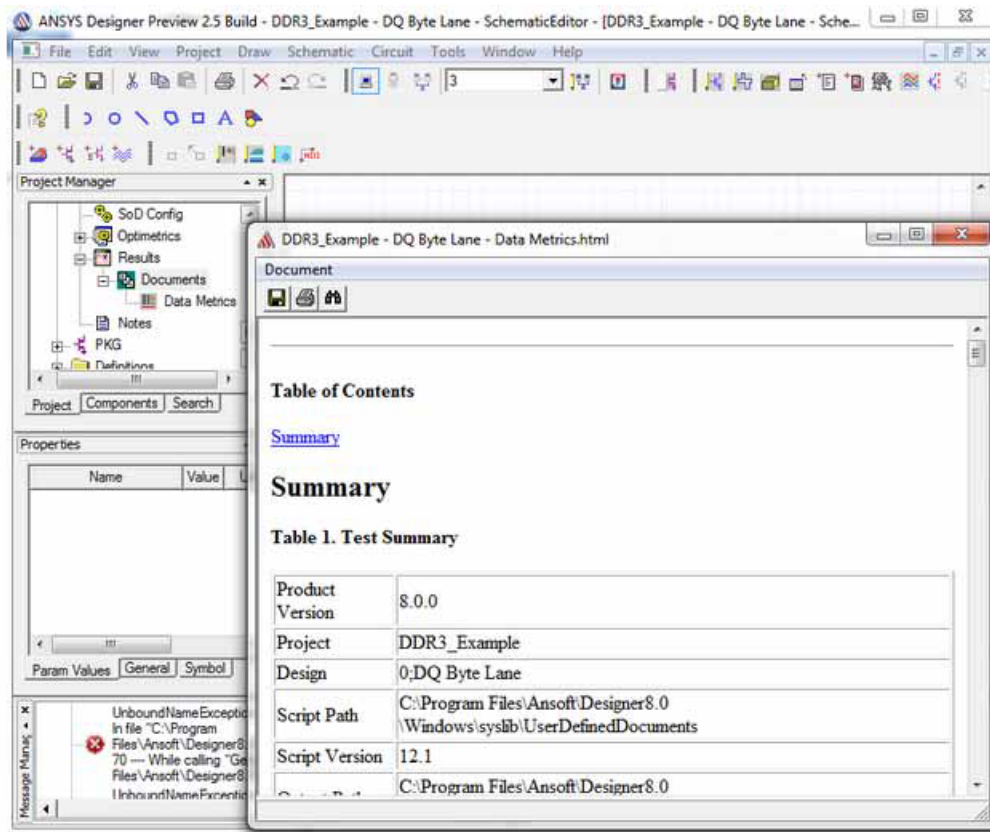 ANSYS Designer Preview 2.5 Build - DDR3_Example - DQ Byte Lane - SchematicEditor - [DDR3_Example - DQ Byte Lane - Sche...
File Edit View Project Draw Schematic Circuit Tools Window Help
3
Project Manager
SoD Config
Optimetrics
Results
Documents
Data Metrics
Notes
PKG
Definitions
Project Components Search
Properties
Name Value
Param Values General Symbol
Message Manag
UnboundNameExceptio
In file "C:\Program
Files\Ansoft\Designer8.
70 --- While calling "Ge
Files\Ansoft\Designer8.
UnboundNameExceptio
DDR3_Example - DQ Byte Lane - Data Metrics.html
Document
Table of Contents
Summary
Summary
Table 1. Test Summary
Product Version 8.0.0
Project DDR3_Example
Design 0;DQ Byte Lane
Script Path C:\Program Files\Ansoft\Designer8.0
\Windows\syslib\UserDefinedDocuments
Script Version 12.1
C:\Program Files\Ansoft\Designer8.0